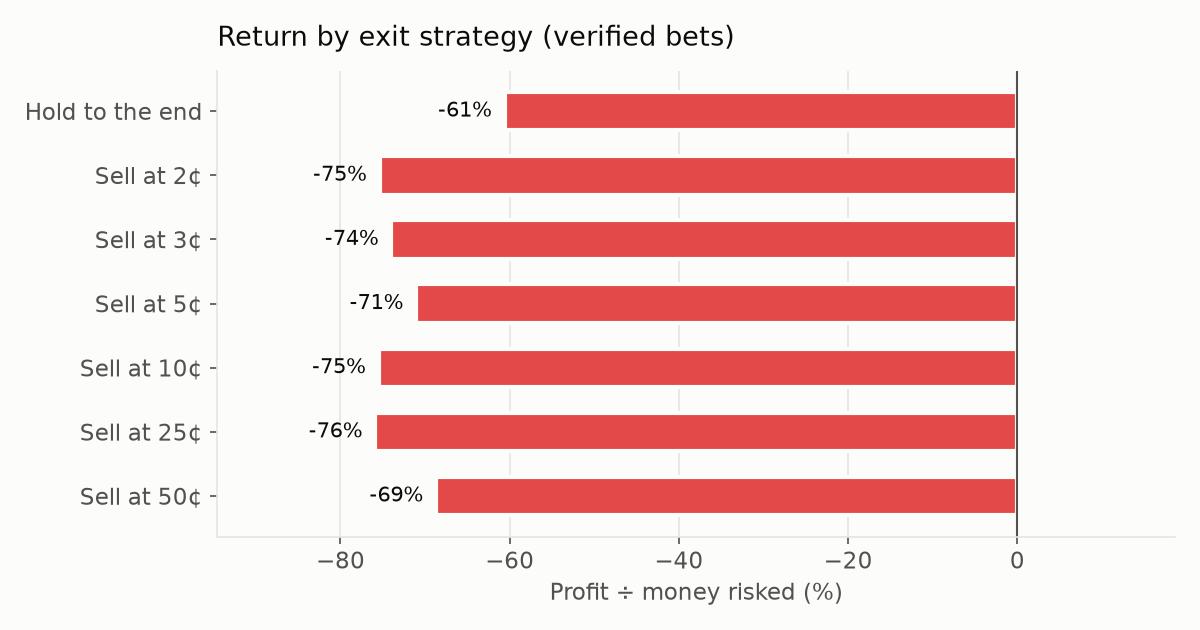 Return by exit strategy (verified bets)
Hold to the end
-61%
Sell at 2¢
-75%
Sell at 3¢
-74%
Sell at 5¢
-71%
Sell at 10¢
-75%
Sell at 25¢
-76%
Sell at 50¢
-69%
−80 −60 −40 −20 0
Profit ÷ money risked (%)